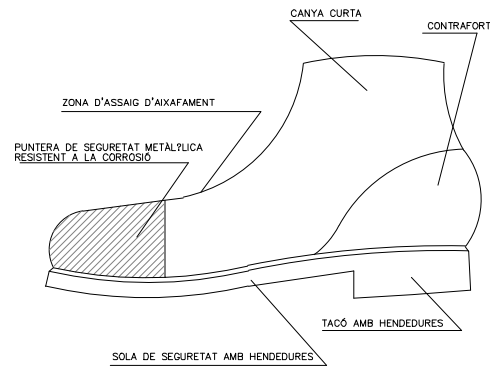 CANYA CURTA
CONTRAFORT
ZONA D'ASSAIG D'AIXAFAMENT
PUNTERA DE SEGURETAT METÀL?LICA
RESISTENT A LA CORROSIÓ
TACÓ AMB HENDEDURES
SOLA DE SEGURETAT AMB HENDEDURES